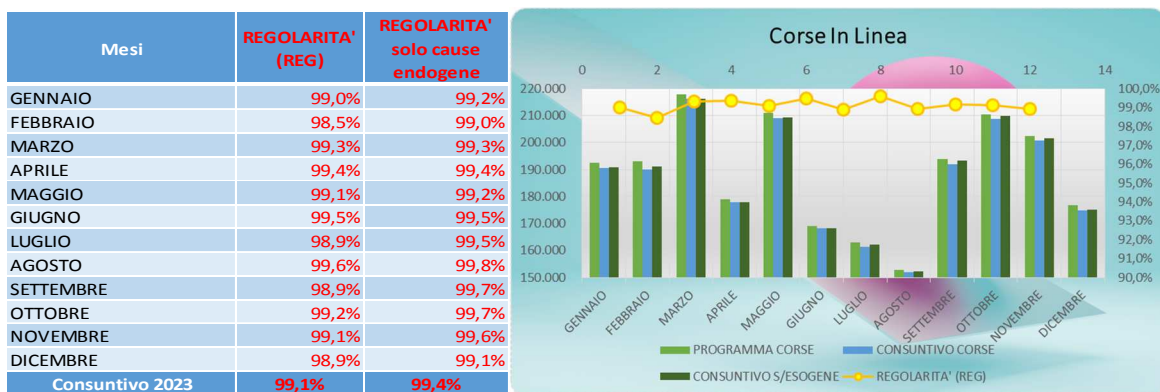 Mesi REGOLARITA' (REG) REGOLARITA' solo cause endogene
GENNAIO 99,0% 99,2%
FEBBRAIO 98,5% 99,0%
MARZO 99,3% 99,3%
APRILE 99,4% 99,4%
MAGGIO 99,1% 99,2%
GIUGNO 99,5% 99,5%
LUGLIO 98,9% 99,5%
AGOSTO 99,6% 99,8%
SETTEMBRE 98,9% 99,7%
OTTOBRE 99,2% 99,7%
NOVEMBRE 99,1% 99,6%
DICEMBRE 98,9% 99,1%
Consuntivo 2023 99,1% 99,4%
Corse In Linea
0 2 4 6 8 10 12 14
220.000 100,0%
210.000 99,0%
200.000 98,0%
190.000 97,0%
180.000 96,0%
170.000 95,0%
160.000 94,0%
150.000 93,0%
92,0%
91,0%
90,0%
GENNAIO FEBBRAIO MARZO APRILE MAGGIO GIUGNO LUGLIO AGOSTO SETTEMBRE OTTOBRE NOVEMBRE DICEMBRE
PROGRAMMA CORSE CONSUNTIVO CORSE
CONSUNTIVO S/ESOGENE REGOLARITA' (REG)